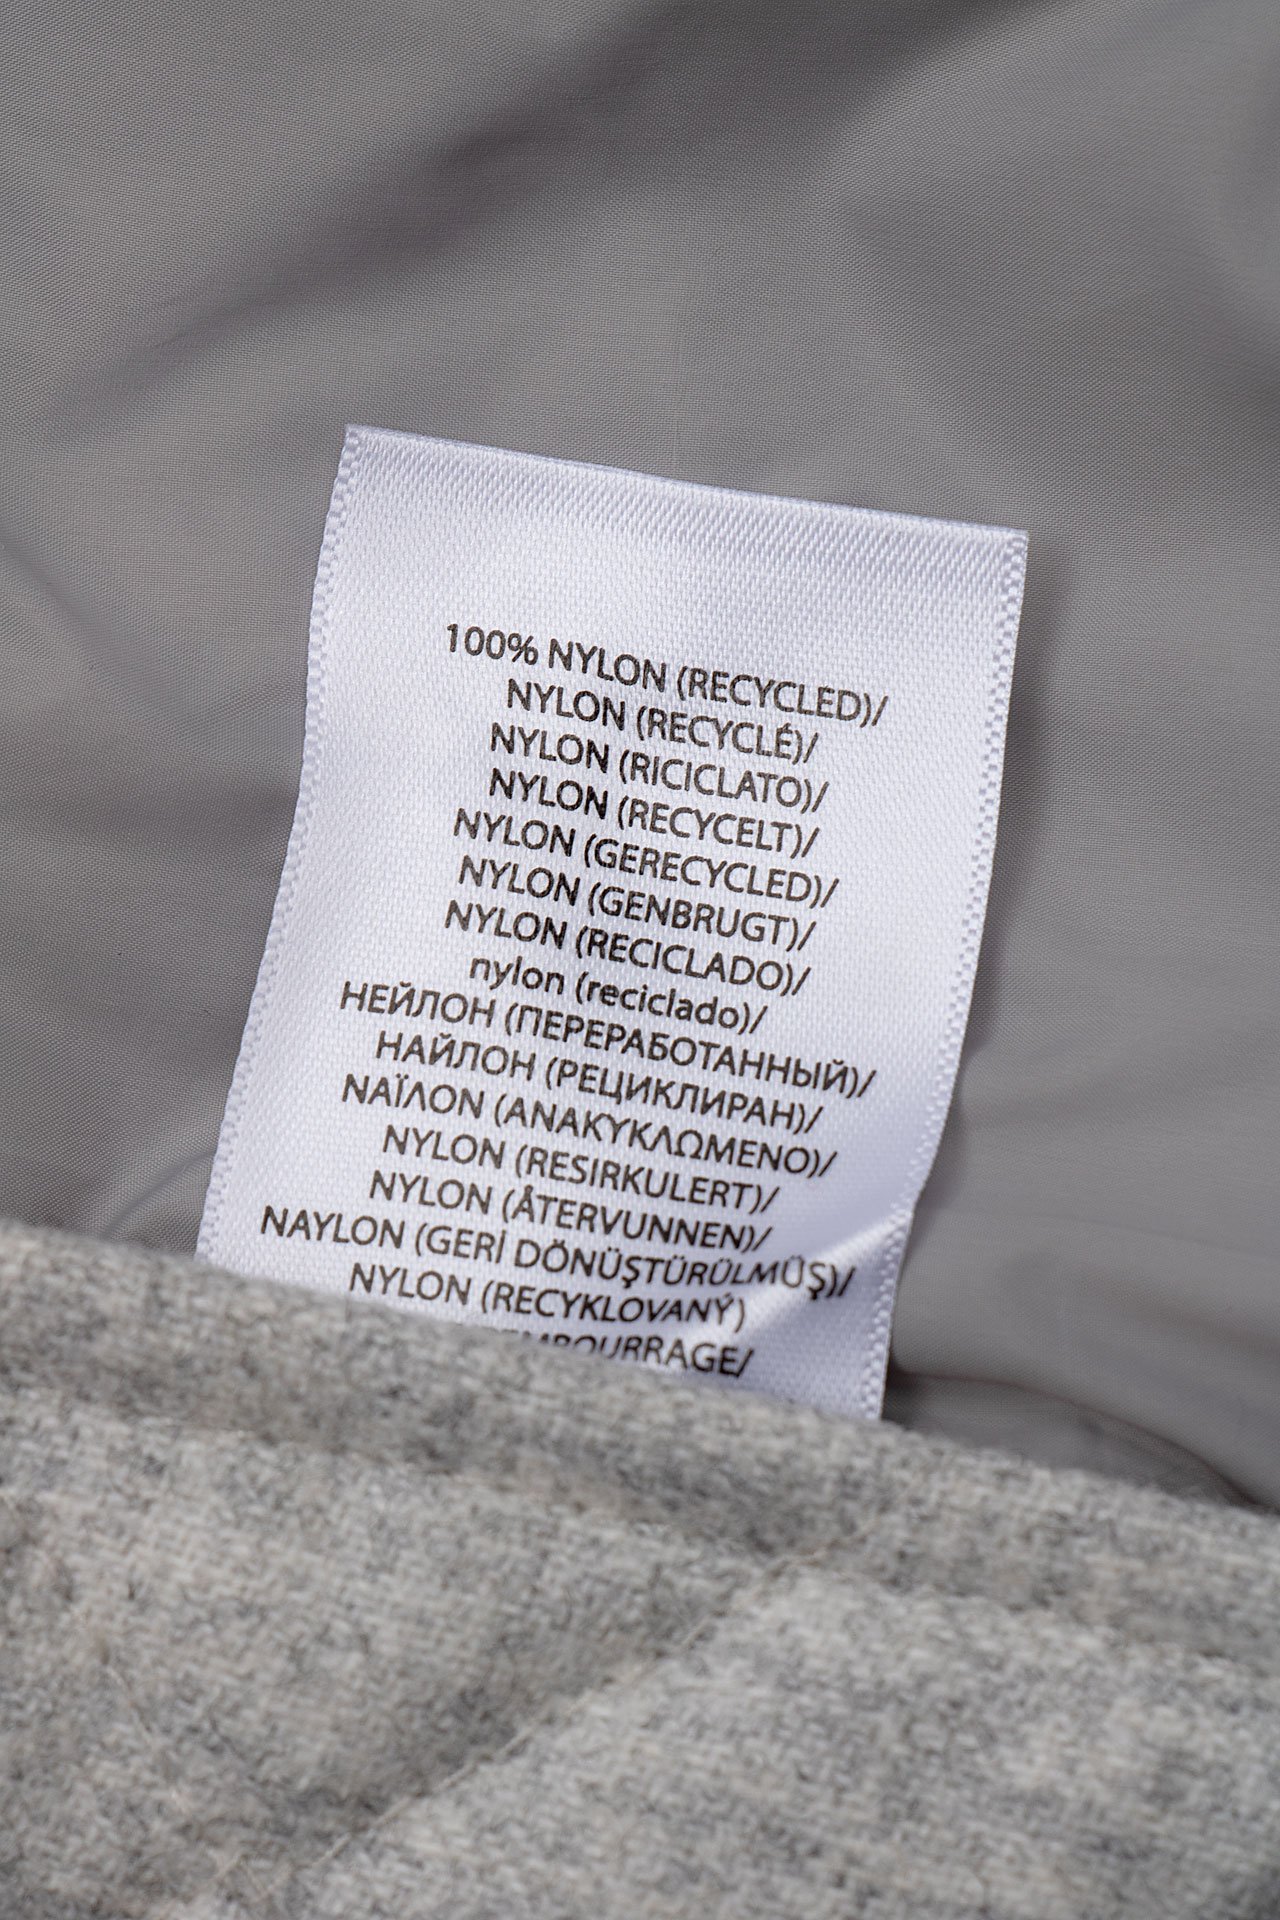 100% NYLON (RECYCLED)/
NYLON (RECYCLÉ)/
NYLON (RICICLATO)/
NYLON (RECYCELT)/
NYLON (GERECYCLED)/
NYLON (GENBRUGT)/
NYLON (RECICLADO)/
nylon (reciclado)/
НЕЙЛОН (ПЕРЕРАБОТАННЫЙ)/
НАЙЛОН (РЕЦИКЛИРАН)/
ΝΑΪΛΟΝ (ΑΝΑΚΥΚΛΩΜΕΝΟ)/
NYLON (RESIRKULERT)/
NYLON (ÅTERVUNNEN)/
NAYLON (GERİ DÖNÜŞTÜRÜLMÜŞ)/
NYLON (RECYKLOVANÝ)